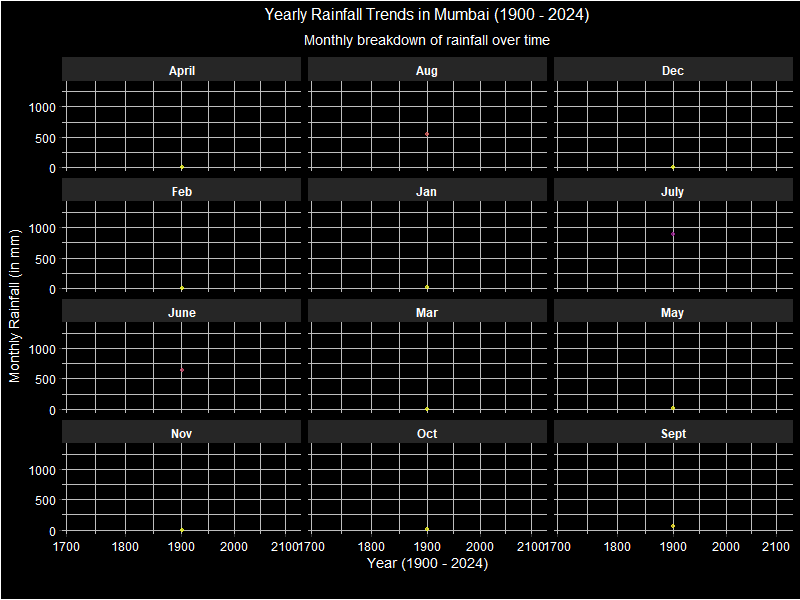 Yearly Rainfall Trends in Mumbai (1900 - 2024)
Monthly breakdown of rainfall over time
Monthly Rainfall (in mm)
April Aug Dec
1000
500
0
Feb Jan July
1000
500
0
June Mar May
1000
500
0
Nov Oct Sept
1000
500
0
1700 1800 1900 2000 2100 1700 1800 1900 2000 2100 1700 1800 1900 2000 2100
Year (1900 - 2024)